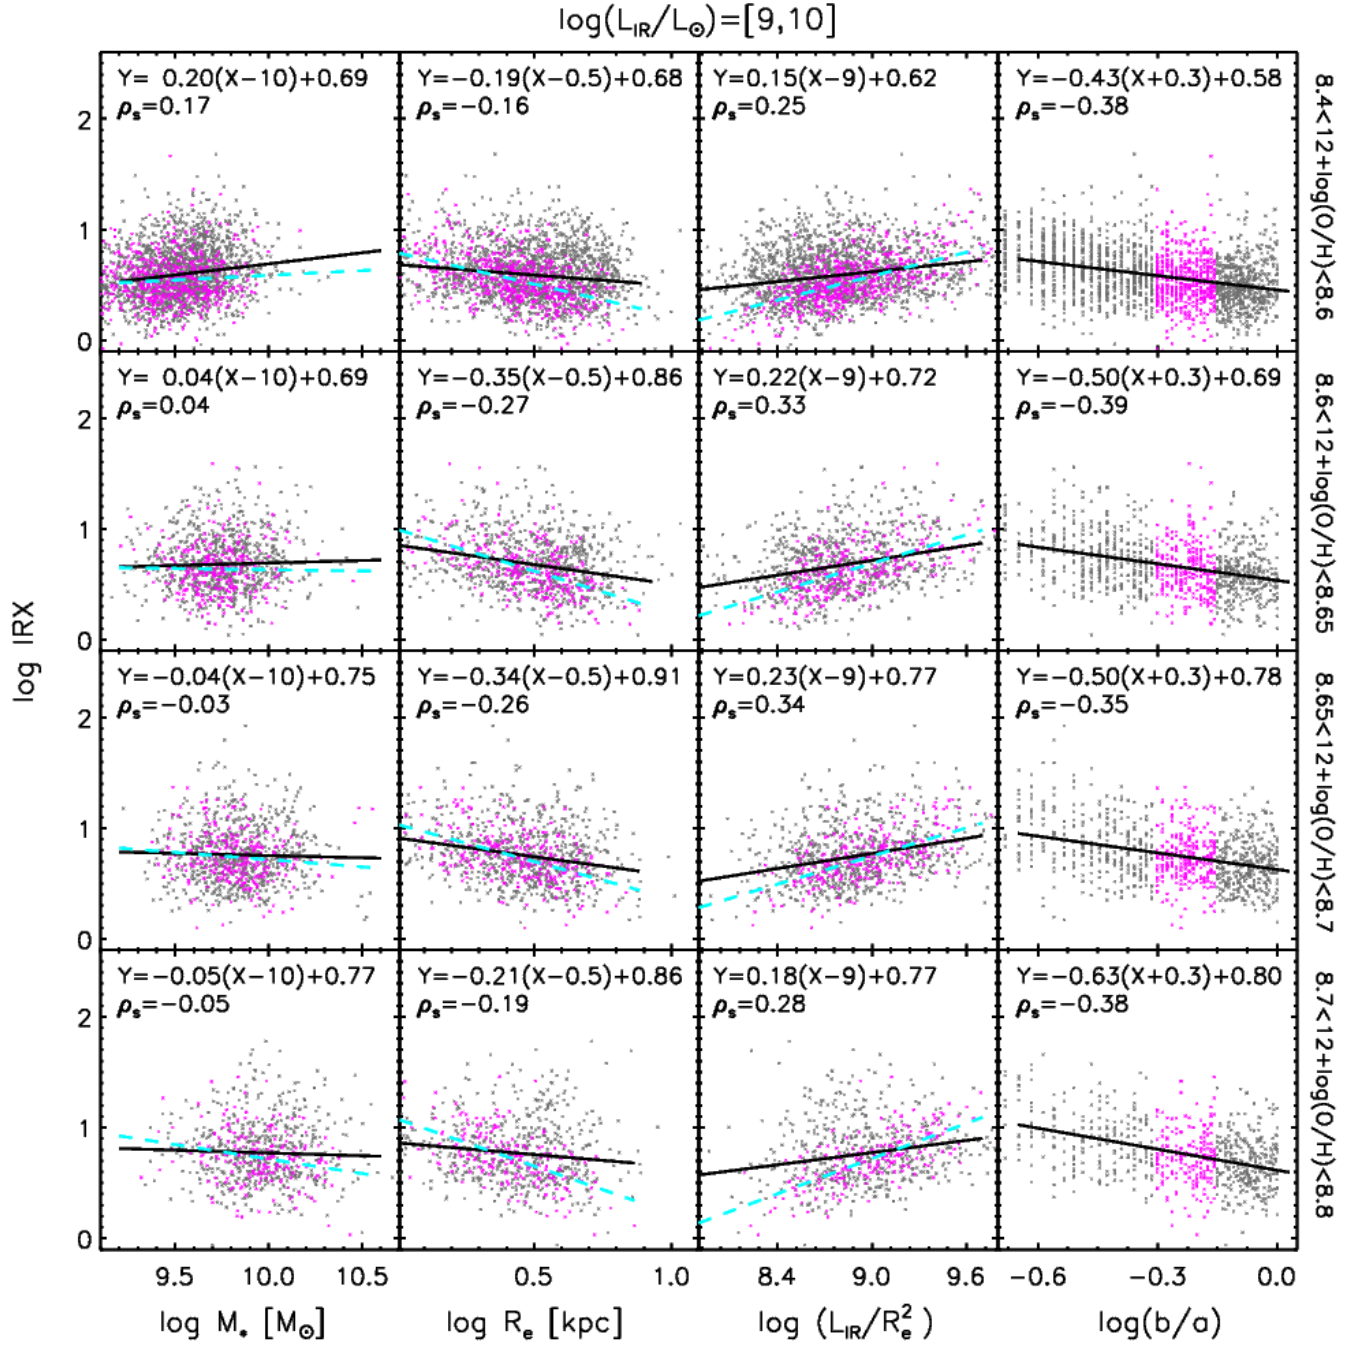 log(L_IR/L_⊙)=[9,10]
Y= 0.20(X−10)+0.69
ρ_s=0.17
Y=−0.19(X−0.5)+0.68
ρ_s=−0.16
Y=0.15(X−9)+0.62
ρ_s=0.25
Y=−0.43(X+0.3)+0.58
ρ_s=−0.38
8.4<12+log(O/H)<8.6
2
1
0
Y= 0.04(X−10)+0.69
ρ_s=0.04
Y=−0.35(X−0.5)+0.86
ρ_s=−0.27
Y=0.22(X−9)+0.72
ρ_s=0.33
Y=−0.50(X+0.3)+0.69
ρ_s=−0.39
8.6<12+log(O/H)<8.65
2
1
0
log IRX
Y=−0.04(X−10)+0.75
ρ_s=−0.03
Y=−0.34(X−0.5)+0.91
ρ_s=−0.26
Y=0.23(X−9)+0.77
ρ_s=0.34
Y=−0.50(X+0.3)+0.78
ρ_s=−0.35
8.65<12+log(O/H)<8.7
2
1
0
Y=−0.05(X−10)+0.77
ρ_s=−0.05
Y=−0.21(X−0.5)+0.86
ρ_s=−0.19
Y=0.18(X−9)+0.77
ρ_s=0.28
Y=−0.63(X+0.3)+0.80
ρ_s=−0.38
8.7<12+log(O/H)<8.8
2
1
0
9.5 10.0 10.5
0.5 1.0
8.4 9.0 9.6
−0.6 −0.3 0.0
log M_* [M_⊙]
log R_e [kpc]
log (L_IR/R_e^2)
log(b/a)